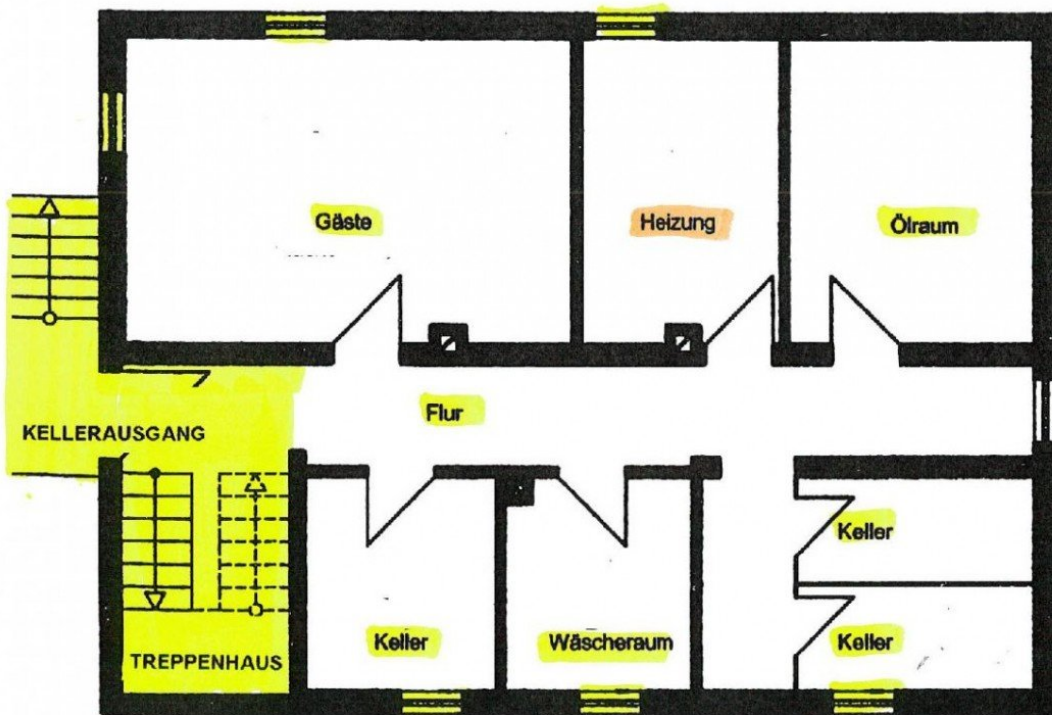 Gäste
Heizung
Ölraum
Flur
KELLERAUSGANG
Keller
Keller
Wäscheraum
Keller
TREPPENHAUS